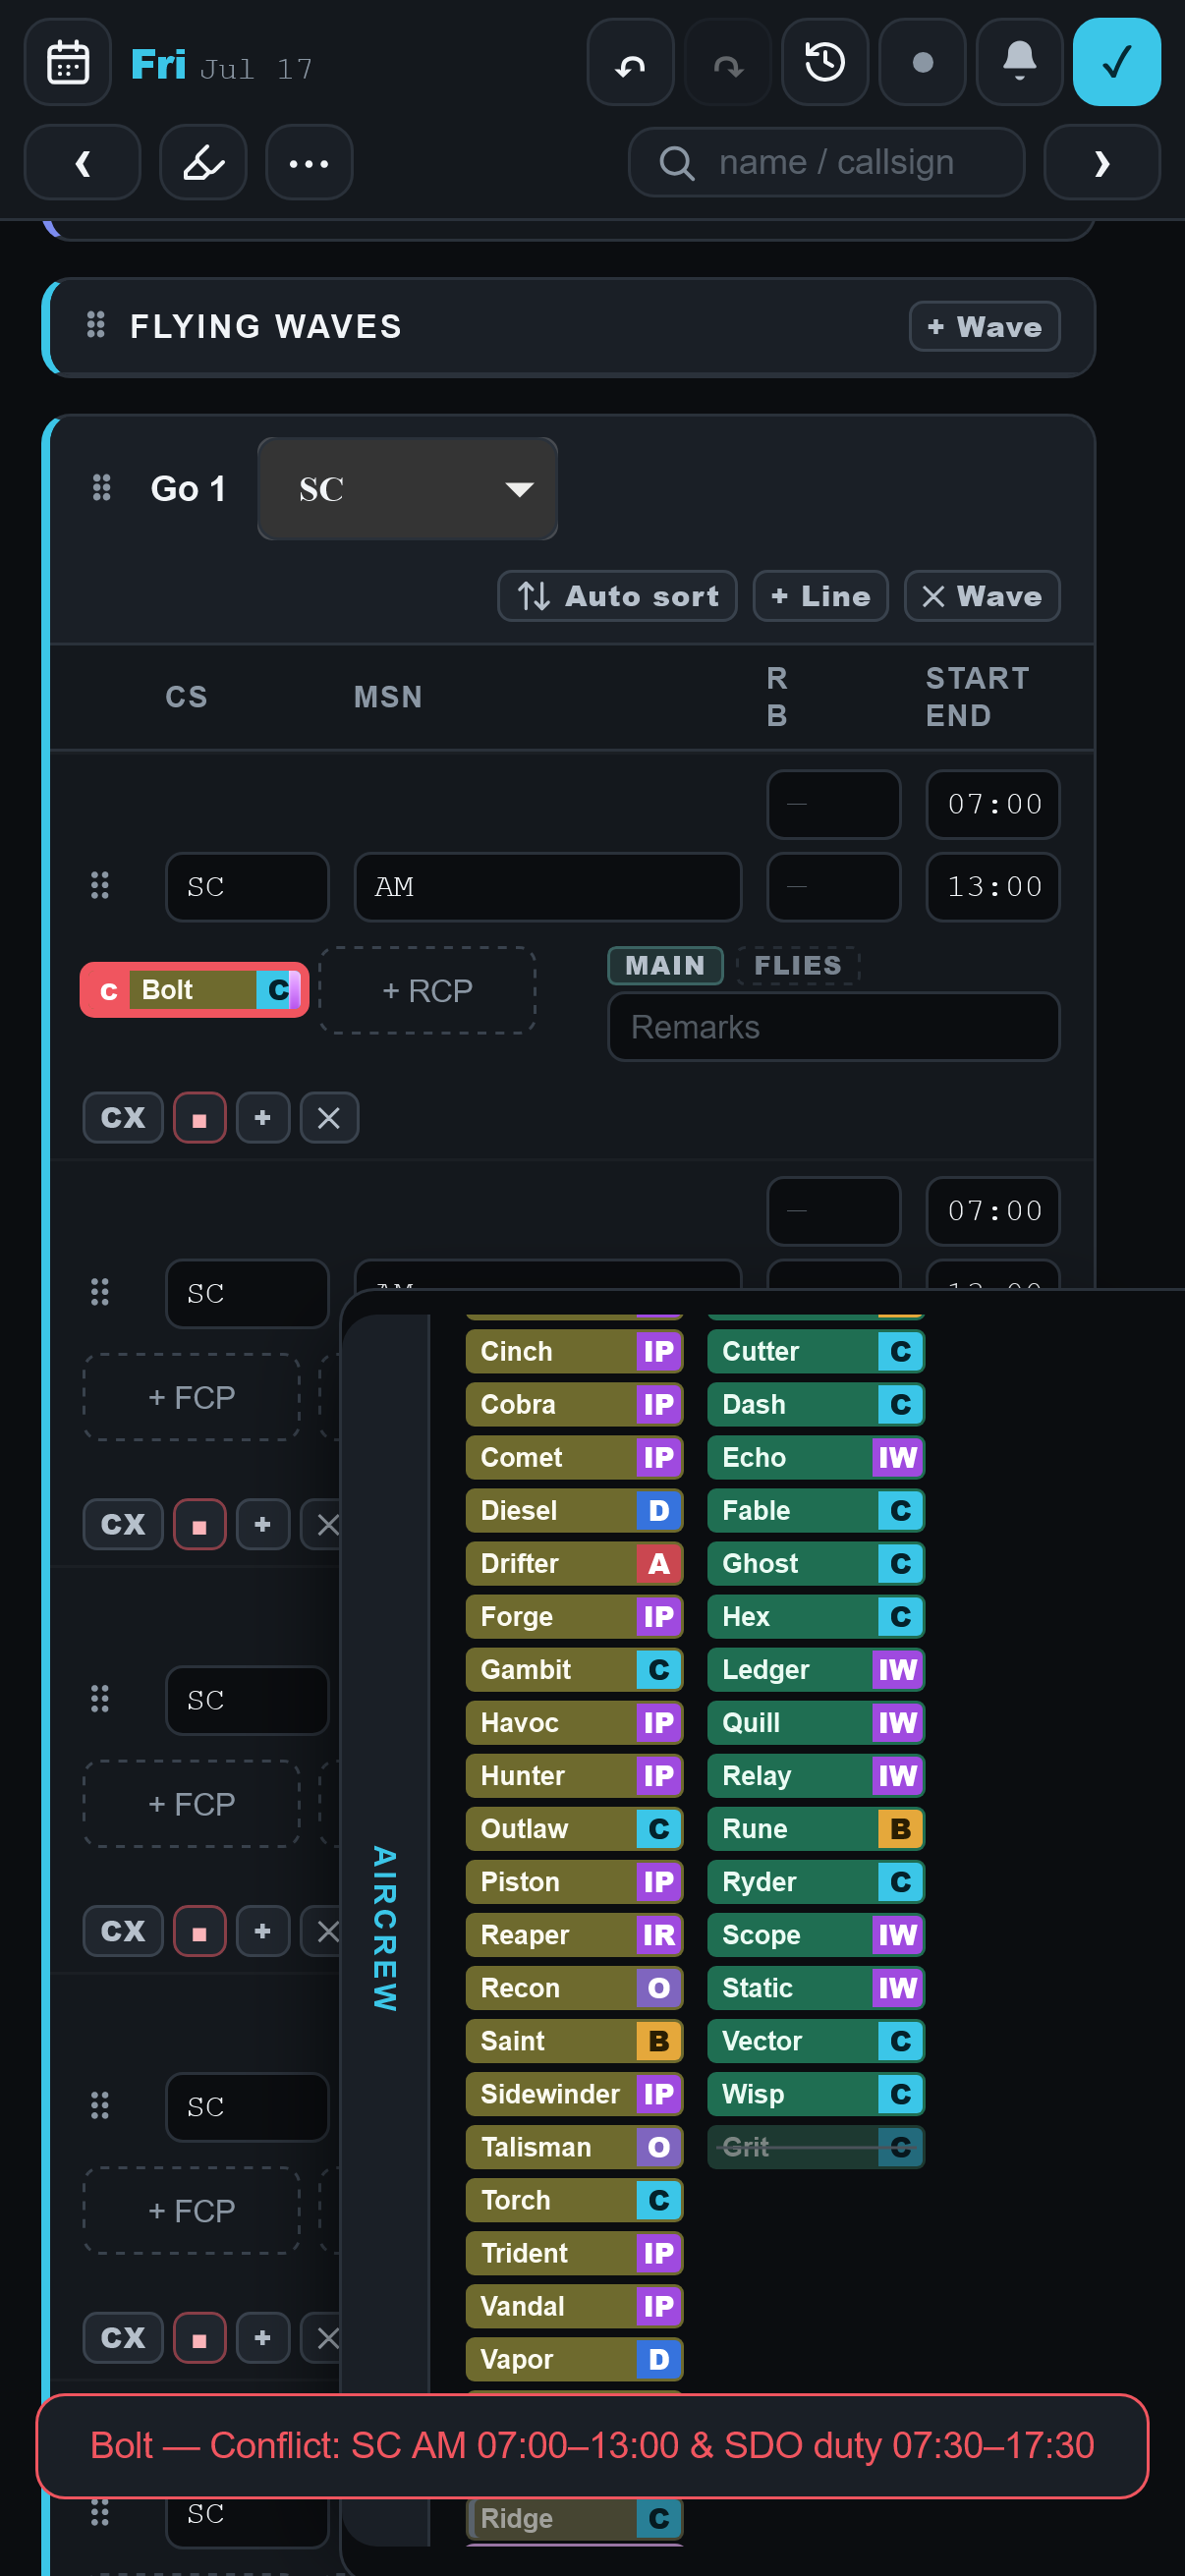 Fri Jul 17
name / callsign
FLYING WAVES
+ Wave
Go 1
SC
Auto sort
+ Line
× Wave
CS
MSN
R
B
START
END
—
07:00
SC
AM
—
13:00
c Bolt C
+ RCP
MAIN
FLIES
Remarks
CX
+
×
—
07:00
SC
+ FCP
CX
+
×
SC
+ FCP
CX
+
×
SC
+ FCP
CX
+
×
SC
AIRCREW
Cinch IP
Cobra IP
Comet IP
Diesel D
Drifter A
Forge IP
Gambit C
Havoc IP
Hunter IP
Outlaw C
Piston IP
Reaper IR
Recon O
Saint B
Sidewinder IP
Talisman O
Torch C
Trident IP
Vandal IP
Vapor D
Ridge C
Cutter C
Dash C
Echo IW
Fable C
Ghost C
Hex C
Ledger IW
Quill IW
Relay IW
Rune B
Ryder C
Scope IW
Static IW
Vector C
Wisp C
Grit C
Bolt — Conflict: SC AM 07:00–13:00 & SDO duty 07:30–17:30